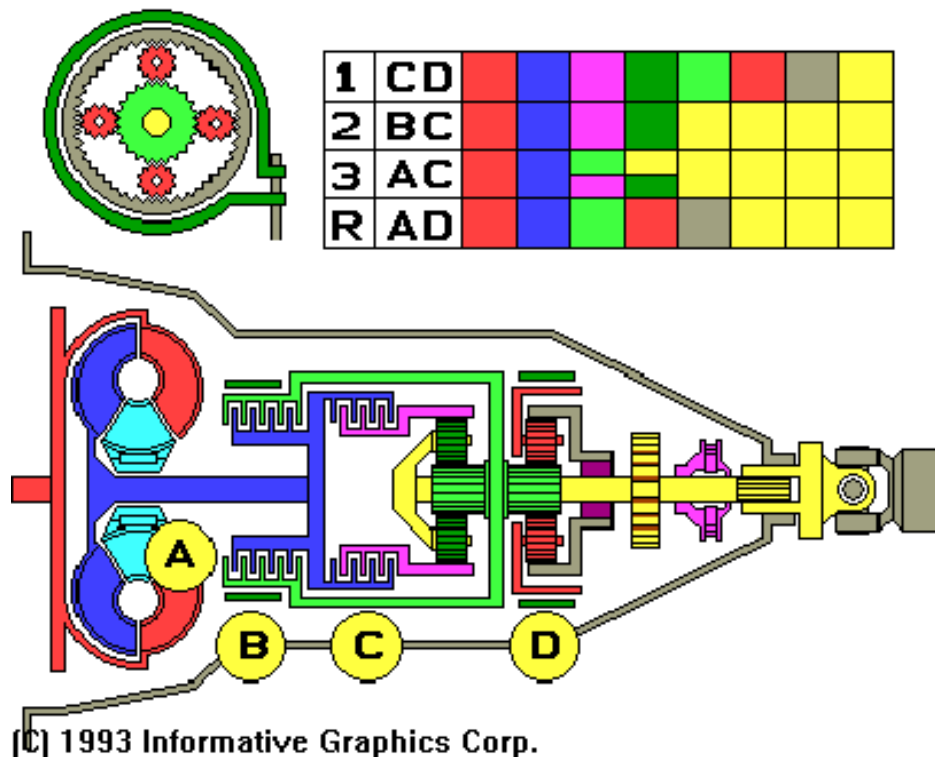 1 CD
2 BC
3 AC
R AD
A
B C D
(C) 1993 Informative Graphics Corp.